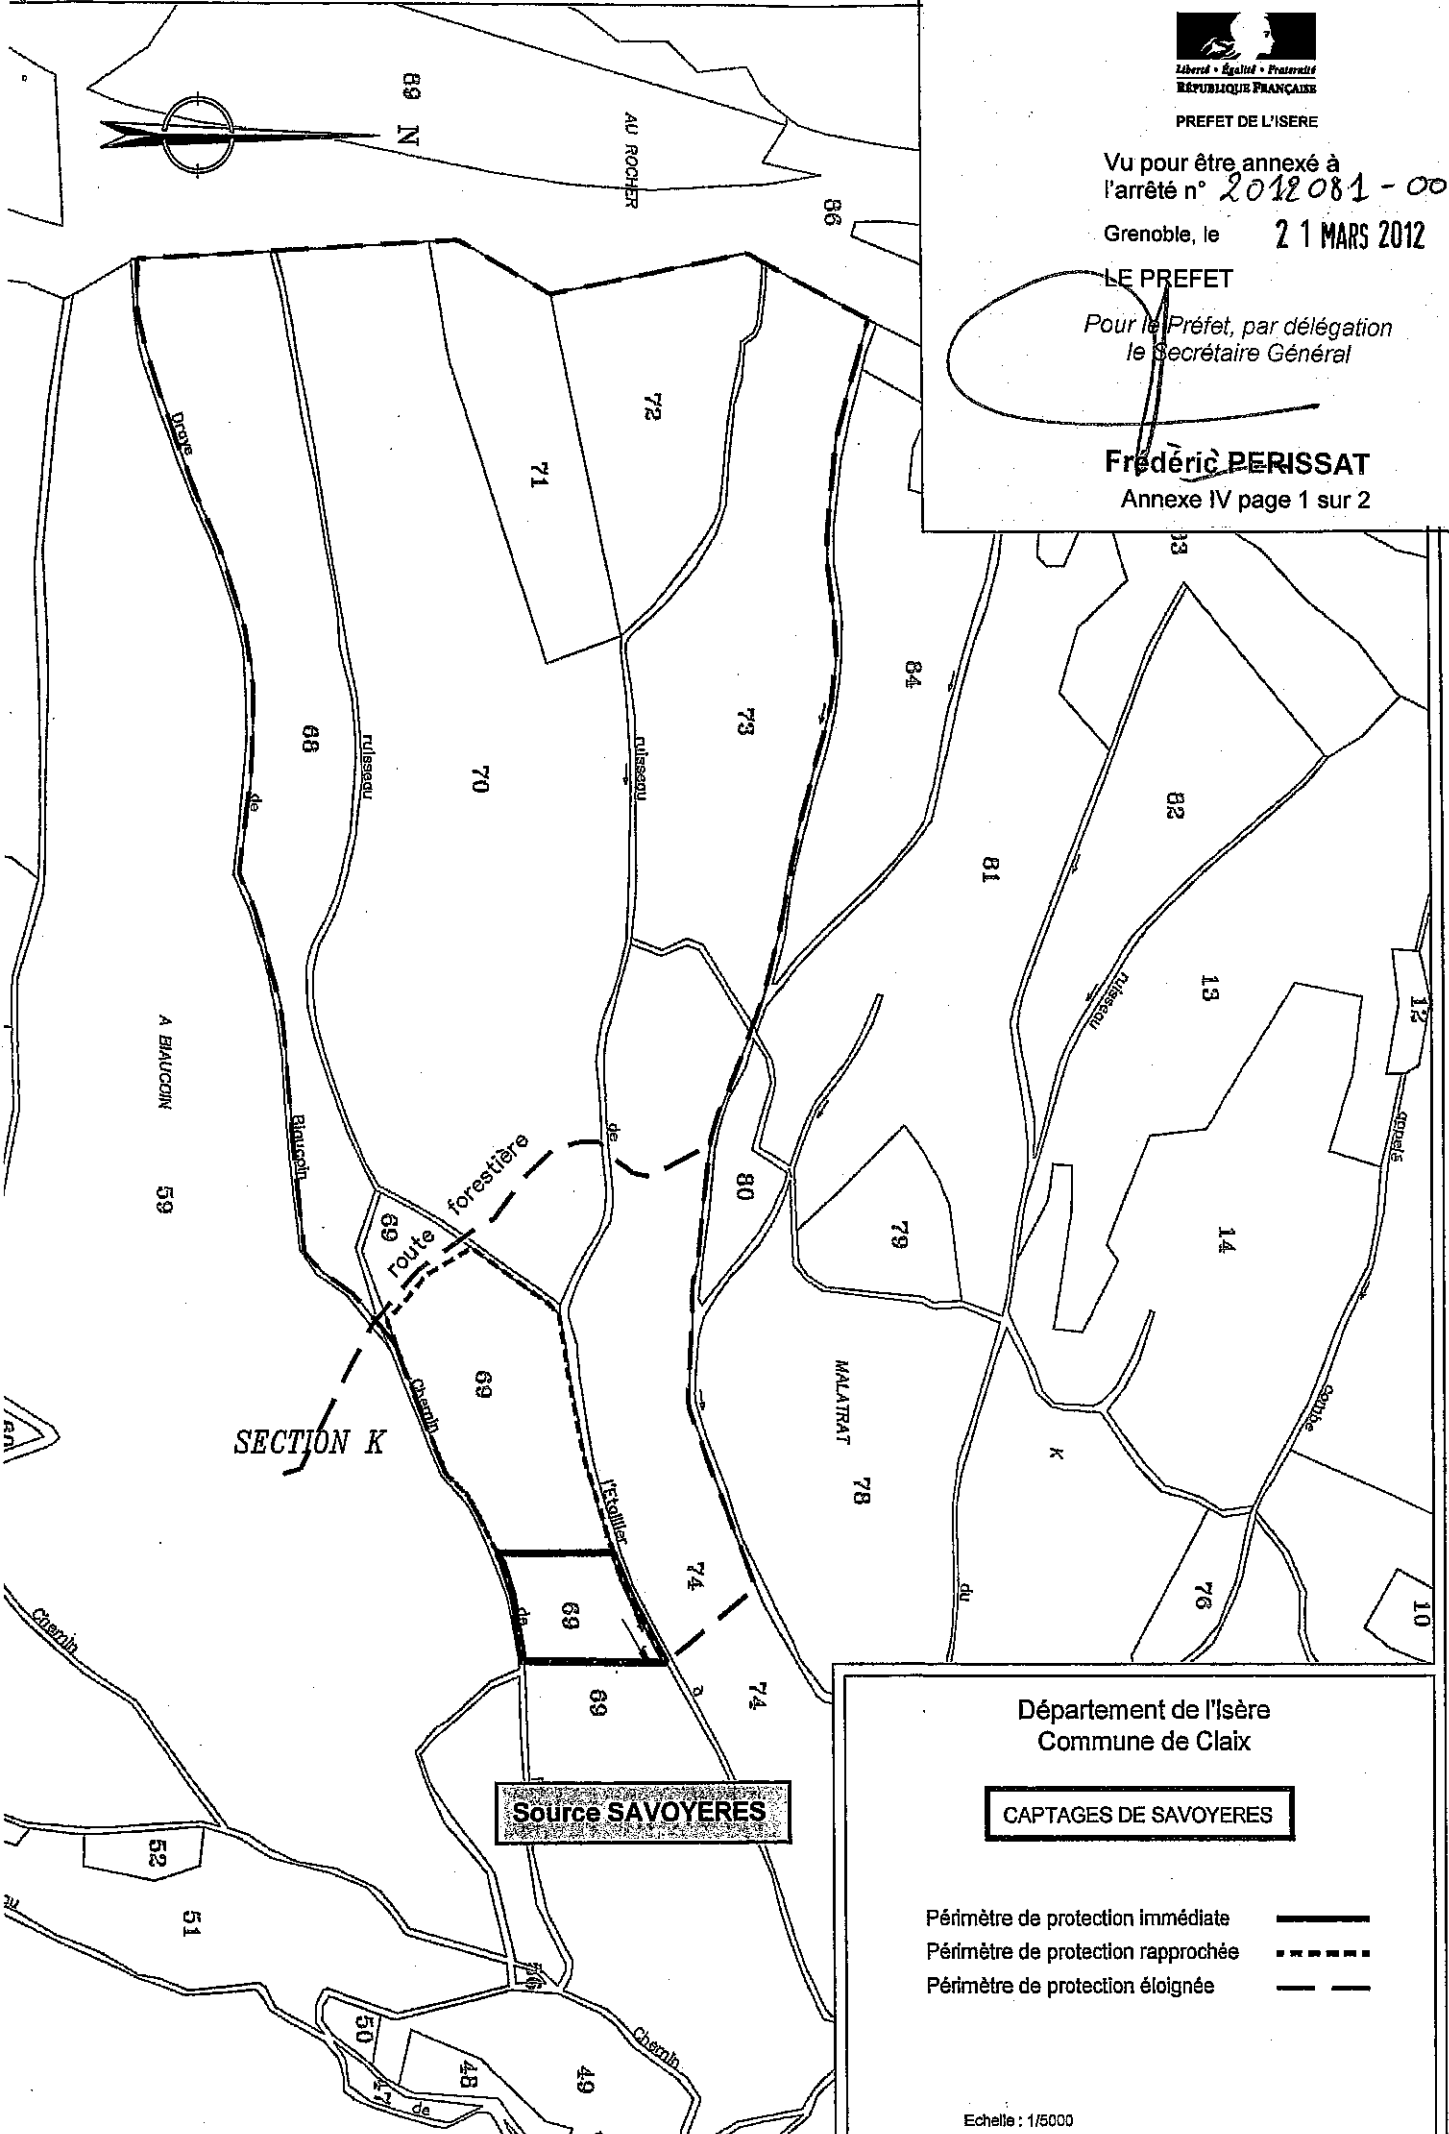 Liberté • Égalité • Fraternité
RÉPUBLIQUE FRANÇAISE
PREFET DE L'ISERE
Vu pour être annexé à
l'arrêté n° 2012081-00
Grenoble, le 21 MARS 2012
LE PREFET
Pour le Préfet, par délégation
le Secrétaire Général
Frédéric PERISSAT
Annexe IV page 1 sur 2
89
N
AU ROCHER
86
72
71
Draye
68
ruisseau
70
ruisseau
73
84
83
82
81
13
12
ruisseau
appelé
de
A BIAUCOIN
59
Biaucoin
69
route forestière
de
80
79
14
69
Chemin
SECTION K
MALATRAT
78
K
combe
l'Etaillier
74
76
10
du
69
de
69
à
74
Source SAVOYERES
Chemin
52
51
50
48
47
de
49
Chemin
Département de l'Isère
Commune de Claix
CAPTAGES DE SAVOYERES
Périmètre de protection immédiate
Périmètre de protection rapprochée
Périmètre de protection éloignée
Echelle : 1/5000